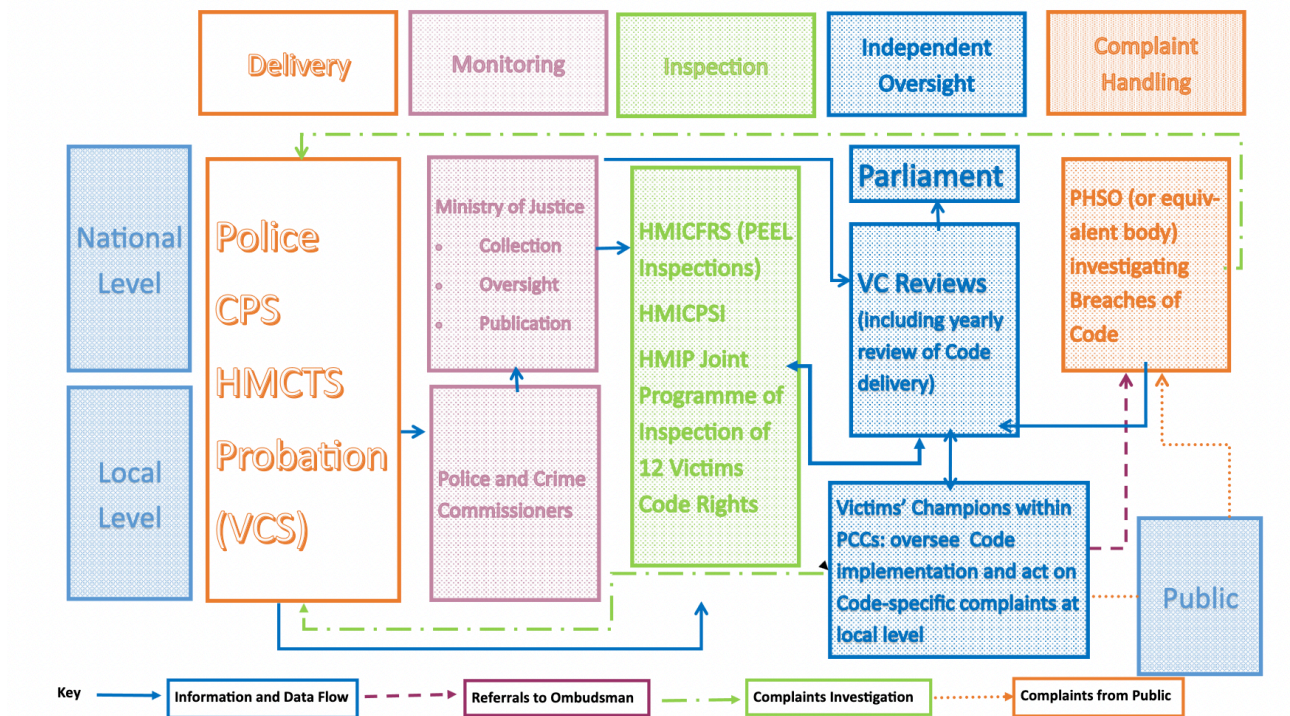 Delivery
Monitoring
Inspection
Independent
Oversight
Complaint
Handling
National
Level
Local
Level
Police
CPS
HMCTS
Probation
(VCS)
Ministry of Justice
Collection
Oversight
Publication
Police and Crime
Commissioners
HMICFRS (PEEL
Inspections)
HMICPSI
HMIP Joint
Programme of
Inspection of
12 Victims
Code Rights
Parliament
VC Reviews
(including yearly
review of Code
delivery)
Victims’ Champions within
PCCs: oversee Code
implementation and act on
Code-specific complaints at
local level
PHSO (or equiv-
alent body)
investigating
Breaches of
Code
Public
Key
Information and Data Flow
Referrals to Ombudsman
Complaints Investigation
Complaints from Public